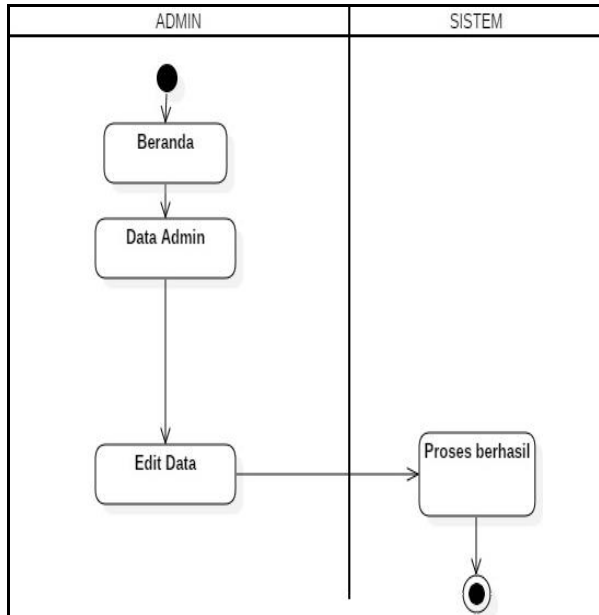 ADMIN
SISTEM
Beranda
Data Admin
Edit Data
Proses berhasil